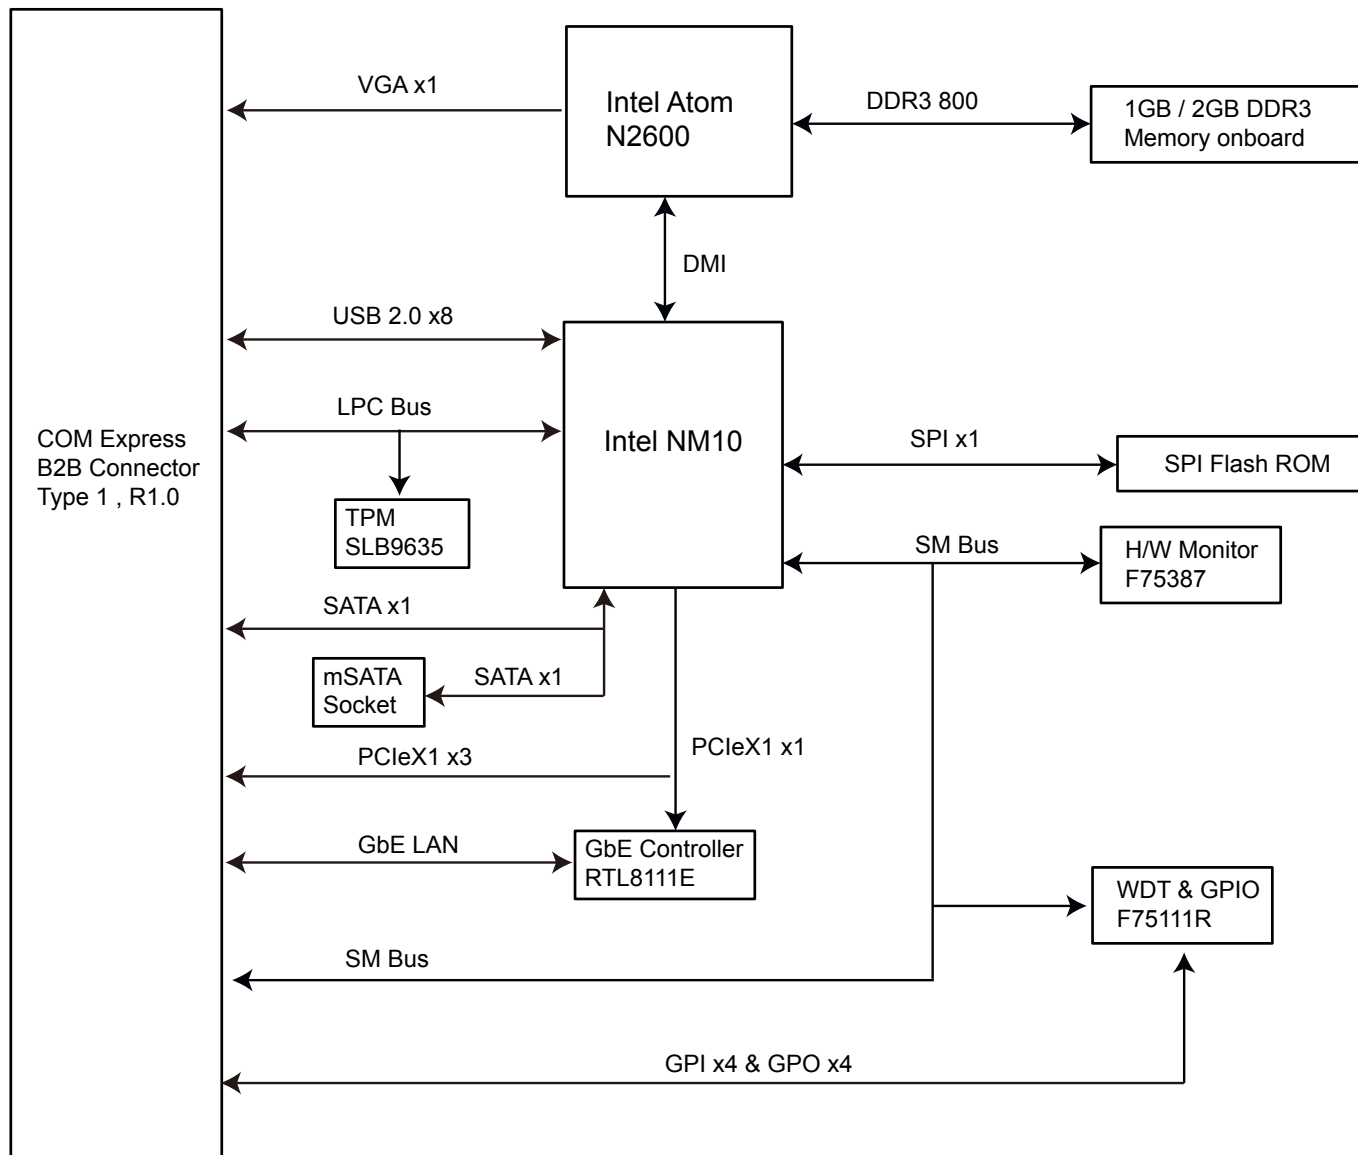 VGA x1
Intel Atom
N2600
DDR3 800
1GB / 2GB DDR3
Memory onboard
DMI
USB 2.0 x8
LPC Bus
COM Express
B2B Connector
Type 1 , R1.0
Intel NM10
SPI x1
SPI Flash ROM
TPM
SLB9635
SM Bus
H/W Monitor
F75387
SATA x1
mSATA
Socket
SATA x1
PCIeX1 x3
PCIeX1 x1
GbE LAN
GbE Controller
RTL8111E
WDT & GPIO
F75111R
SM Bus
GPI x4 & GPO x4